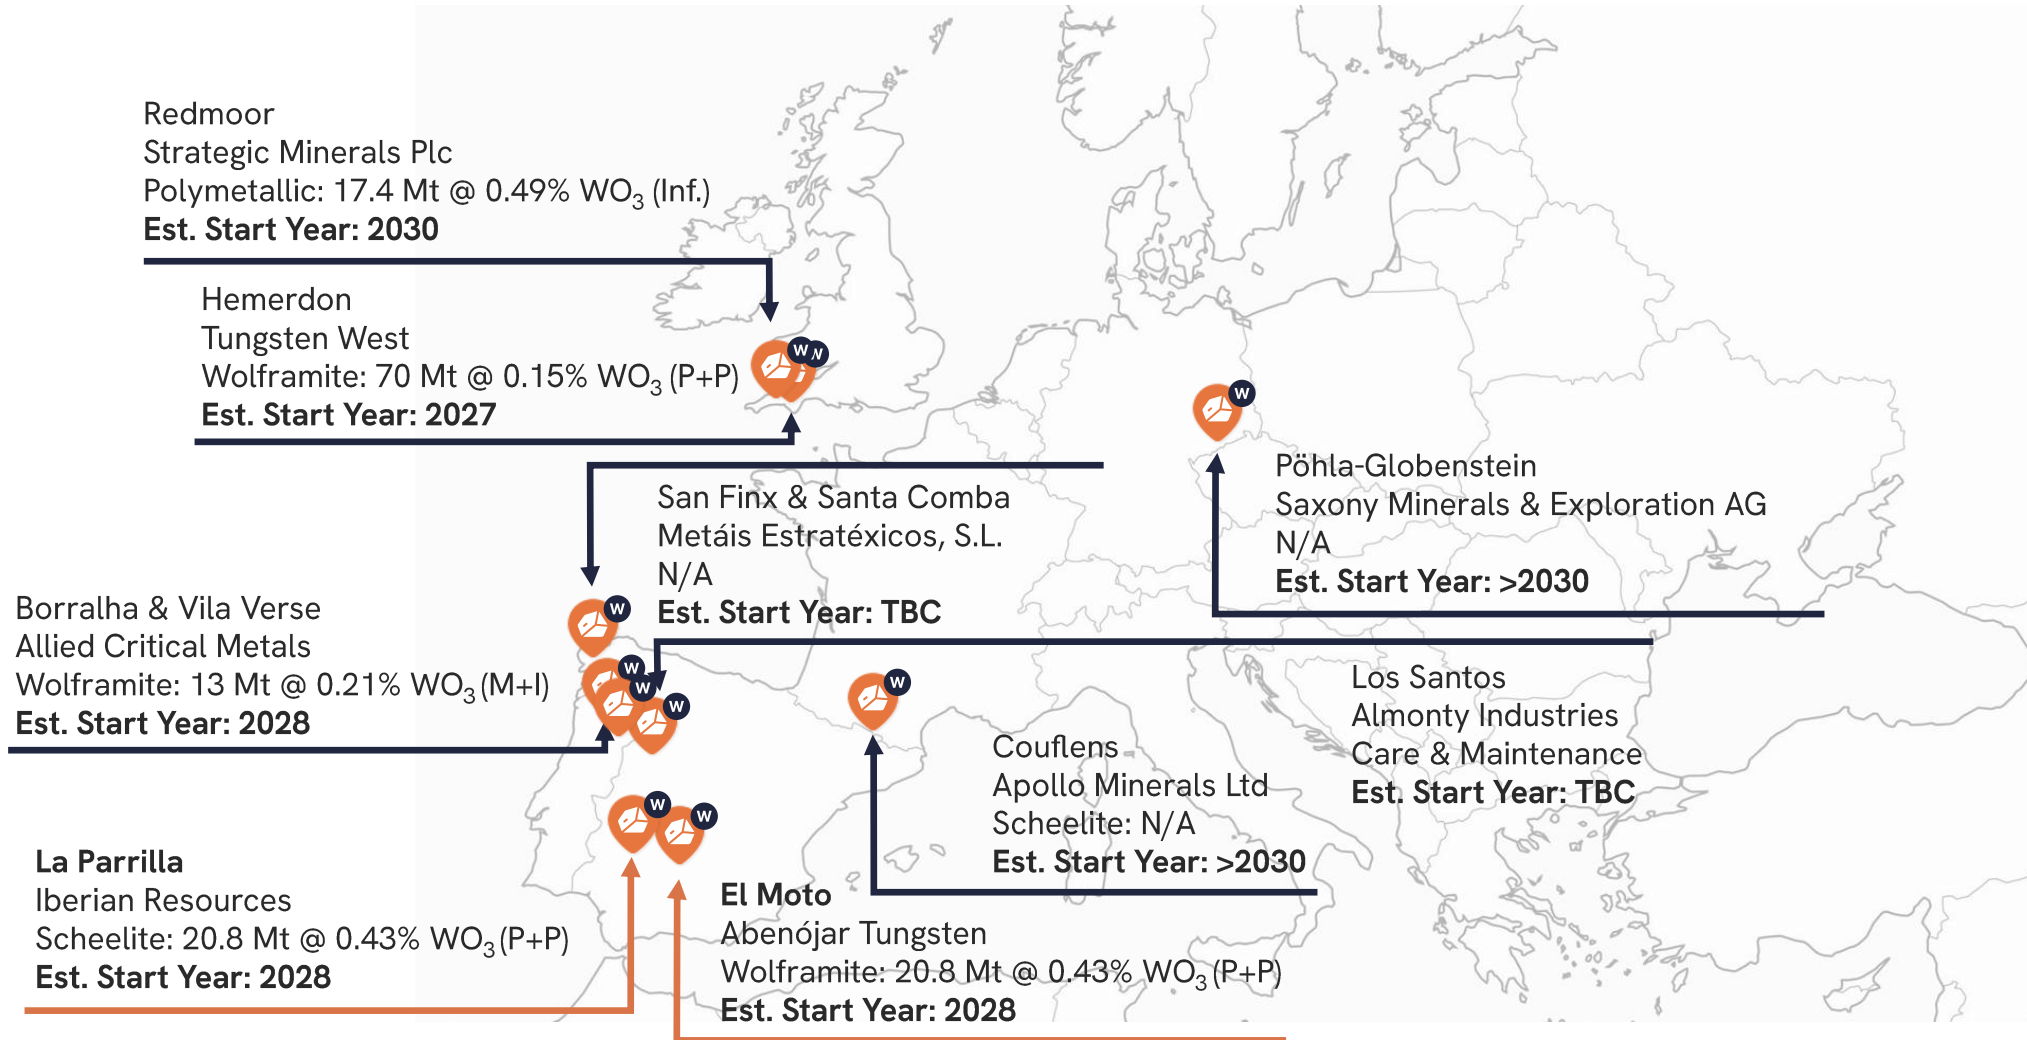 Redmoor
Strategic Minerals Plc
Polymetallic: 17.4 Mt @ 0.49% WO₃ (Inf.)
Est. Start Year: 2030
Hemerdon
Tungsten West
Wolframite: 70 Mt @ 0.15% WO₃ (P+P)
Est. Start Year: 2027
W
W
W
San Finx & Santa Comba
Metáis Estratéxicos, S.L.
N/A
Est. Start Year: TBC
Pöhla-Globenstein
Saxony Minerals & Exploration AG
N/A
Est. Start Year: >2030
Borralha & Vila Verse
Allied Critical Metals
Wolframite: 13 Mt @ 0.21% WO₃ (M+I)
Est. Start Year: 2028
W
W
W
W
W
Los Santos
Almonty Industries
Care & Maintenance
Est. Start Year: TBC
Couflens
Apollo Minerals Ltd
Scheelite: N/A
Est. Start Year: >2030
W
W
La Parrilla
Iberian Resources
Scheelite: 20.8 Mt @ 0.43% WO₃ (P+P)
Est. Start Year: 2028
El Moto
Abenójar Tungsten
Wolframite: 20.8 Mt @ 0.43% WO₃ (P+P)
Est. Start Year: 2028